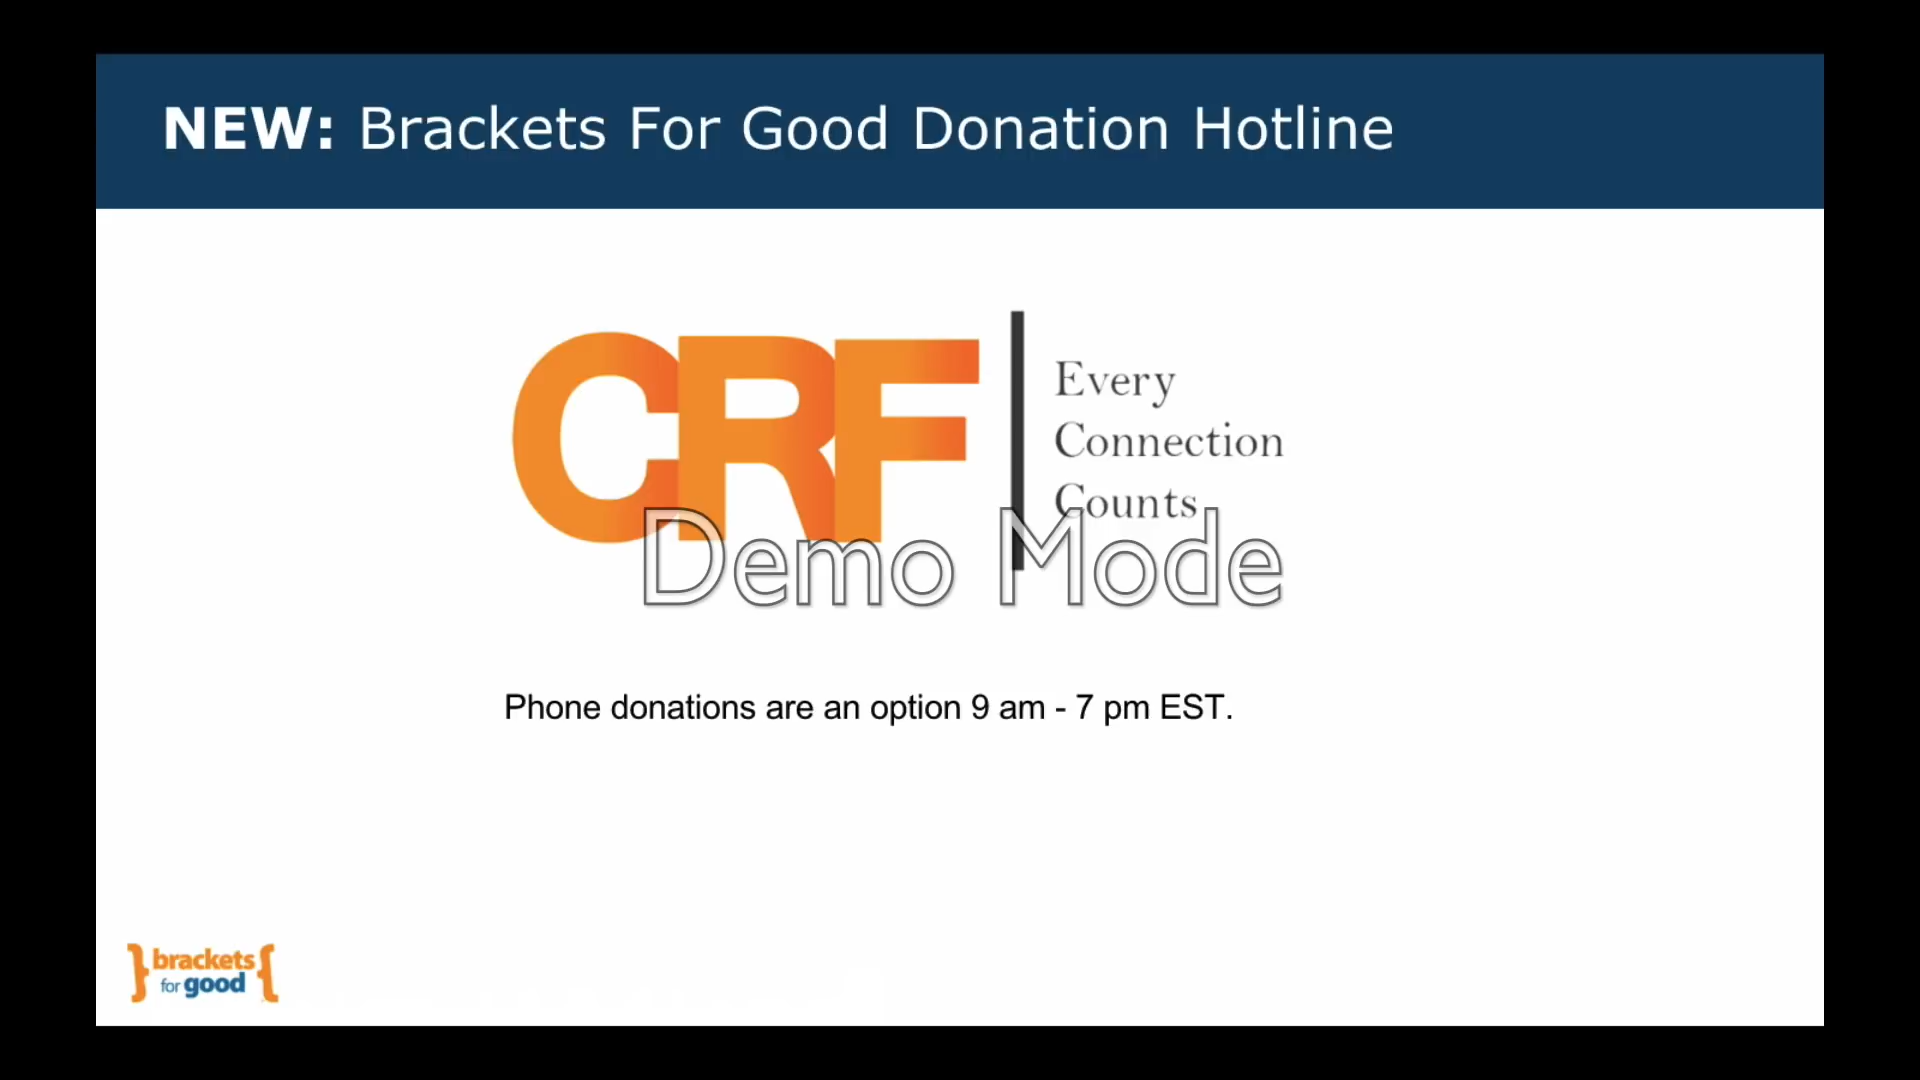 NEW: Brackets For Good Donation Hotline
CRF
Every
Connection
Counts
Demo Mode
Phone donations are an option 9 am - 7 pm EST.
brackets
for good